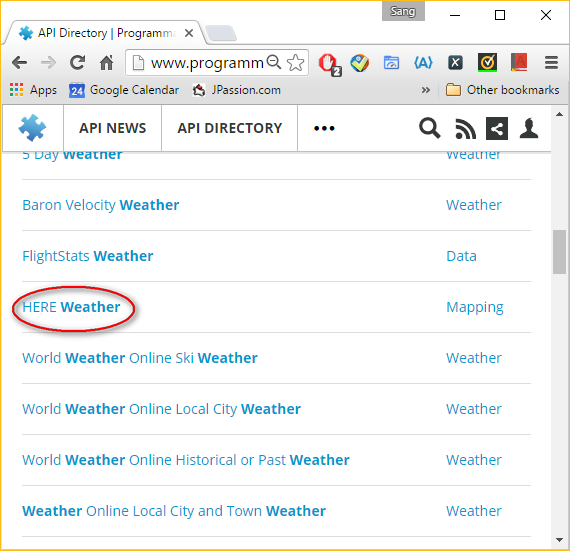 Sang
API Directory | Programma
www.programm
2
Apps 24 Google Calendar JPassion.com » Other bookmarks
API NEWS API DIRECTORY •••
5 Day Weather Weather
Baron Velocity Weather Weather
FlightStats Weather Data
HERE Weather Mapping
World Weather Online Ski Weather Weather
World Weather Online Local City Weather Weather
World Weather Online Historical or Past Weather Weather
Weather Online Local City and Town Weather Weather